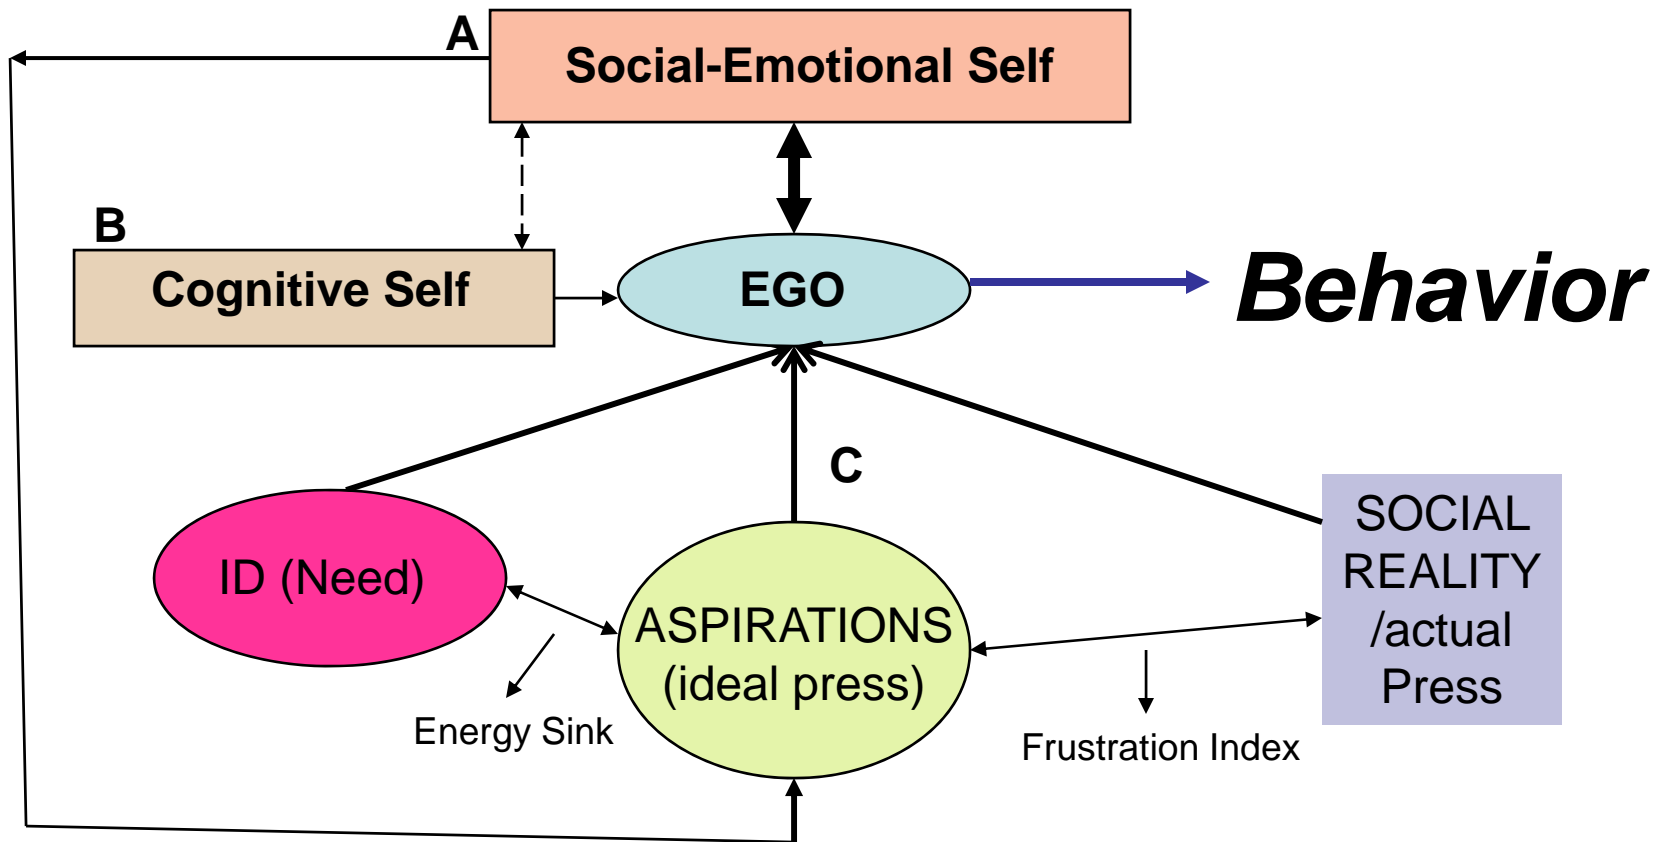 A
Social-Emotional Self
B
Cognitive Self
EGO
Behavior
C
ID (Need)
ASPIRATIONS
(ideal press)
SOCIAL
REALITY
/actual
Press
Energy Sink
Frustration Index